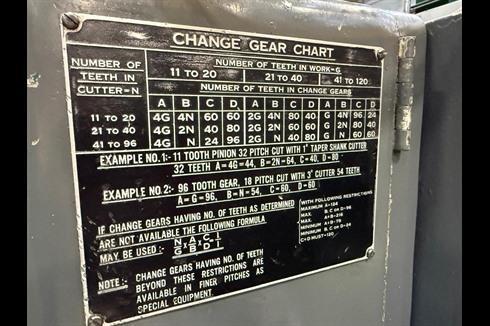 CHANGE GEAR CHART
NUMBER OF TEETH IN CUTTER=N
NUMBER OF TEETH IN WORK=G
11 TO 20 21 TO 40 41 TO 120
NUMBER OF TEETH IN CHANGE GEARS
A B C D A B C D A B C D
11 TO 20 4G 4N 60 60 2G 4N 80 40 G 4N 96 24
21 TO 40 4G 2N 40 80 2G 2N 40 40 G 2N 80 40
41 TO 96 4G N 24 96 2G N 40 80 G N 60 60
EXAMPLE NO.1:-11 TOOTH PINION 32 PITCH CUT WITH 1" TAPER SHANK CUTTER
32 TEETH A=4G=44, B=2N=64, C=40, D=80
EXAMPLE NO.2:- 96 TOOTH GEAR, 18 PITCH CUT WITH 3" CUTTER 54 TEETH
A=G=96, B=N=54, C=60, D=60
IF CHANGE GEARS HAVING NO. OF TEETH AS DETERMINED
ARE NOT AVAILABLE THE FOLLOWING FORMULA
MAY BE USED:- N/G x A/B x C/D = 1/1
NOTE:- CHANGE GEARS HAVING NO. OF TEETH
BEYOND THESE RESTRICTIONS ARE
AVAILABLE IN FINER PITCHES AS
SPECIAL EQUIPMENT.
WITH FOLLOWING RESTRICTIONS
MAXIMUM
MAX. B, C OR D=96
MAX. A+B=216
MINIMUM A+B=79
MINIMUM B, C OR D=24
C+D MUST=120